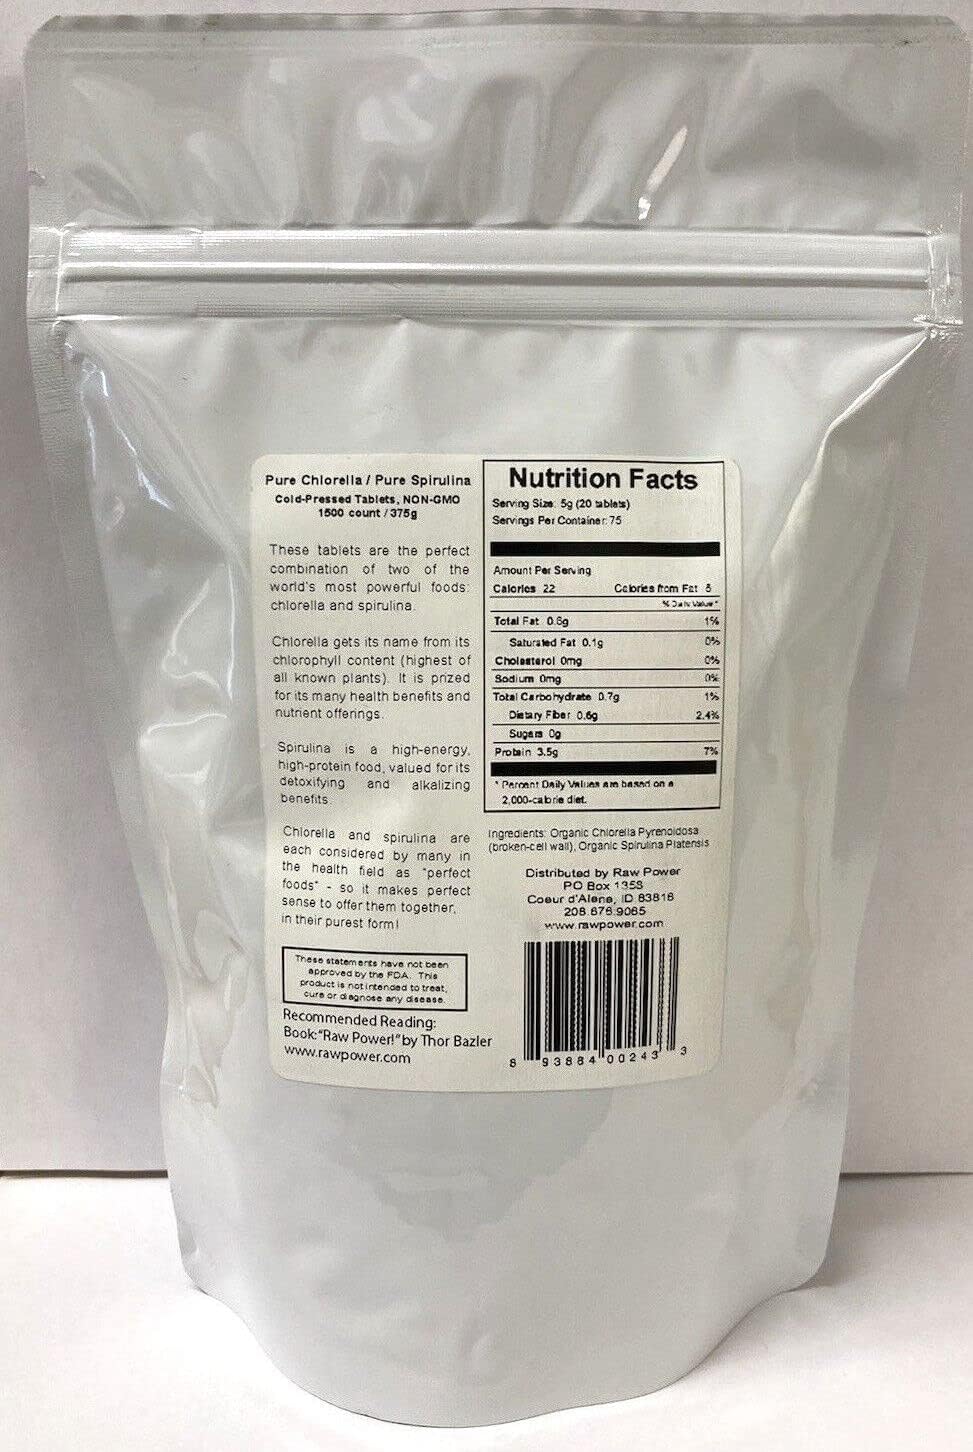 Pure Chlorella / Pure Spirulina
Cold-Pressed Tablets, NON-GMO
1500 count / 375g
These tablets are the perfect
combination of two of the
world's most powerful foods:
chlorella and spirulina.
Chlorella gets its name from its
chlorophyll content (highest of
all known plants). It is prized
for its many health benefits and
nutrient offerings.
Spirulina is a high-energy,
high-protein food, valued for its
detoxifying and alkalizing
benefits.
Chlorella and spirulina are
each considered by many in
the health field as "perfect
foods" - so it makes perfect
sense to offer them together,
in their purest form!
These statements have not been
approved by the FDA. This
product is not intended to treat,
cure or diagnose any disease.
Recommended Reading:
Book:"Raw Power!" by Thor Bazler
www.rawpower.com
Nutrition Facts
Serving Size: 5g (20 tablets)
Servings Per Container: 75
Amount Per Serving
Calories 22 Calories from Fat 5
% Daily Value*
Total Fat 0.6g 1%
Saturated Fat 0.1g 0%
Cholesterol 0mg 0%
Sodium 0mg 0%
Total Carbohydrate 0.7g 1%
Dietary Fiber 0.6g 2.4%
Sugars 0g
Protein 3.5g 7%
* Percent Daily Values are based on a
2,000-calorie diet.
Ingredients: Organic Chlorella Pyrenoidosa
(broken-cell wall), Organic Spirulina Platensis
Distributed by Raw Power
PO Box 1353
Coeur d'Alene, ID 83816
208.676.9065
www.rawpower.com
8 93884 00243 3